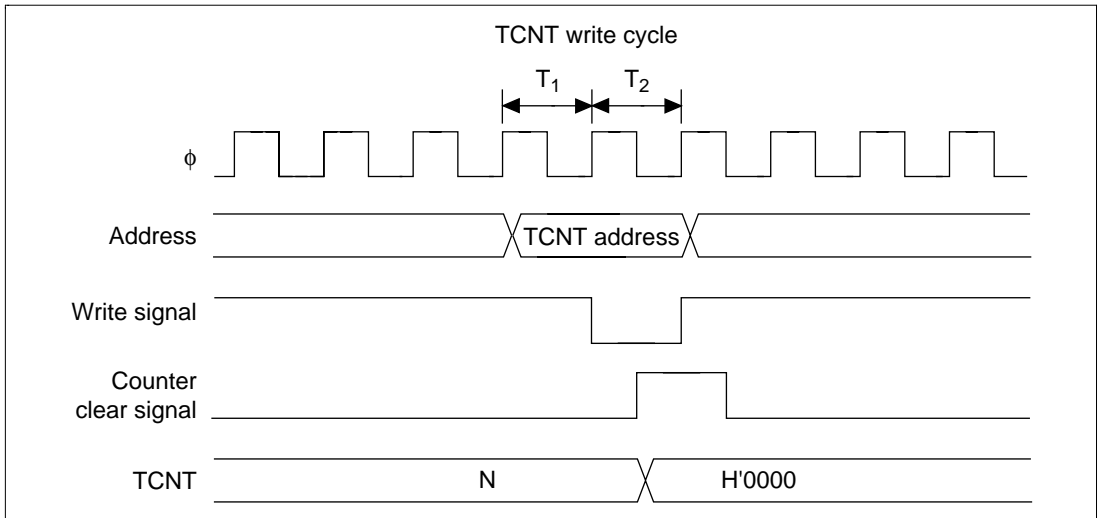 TCNT write cycle
T1 T2
ϕ
Address
TCNT address
Write signal
Counter
clear signal
TCNT
N
H'0000